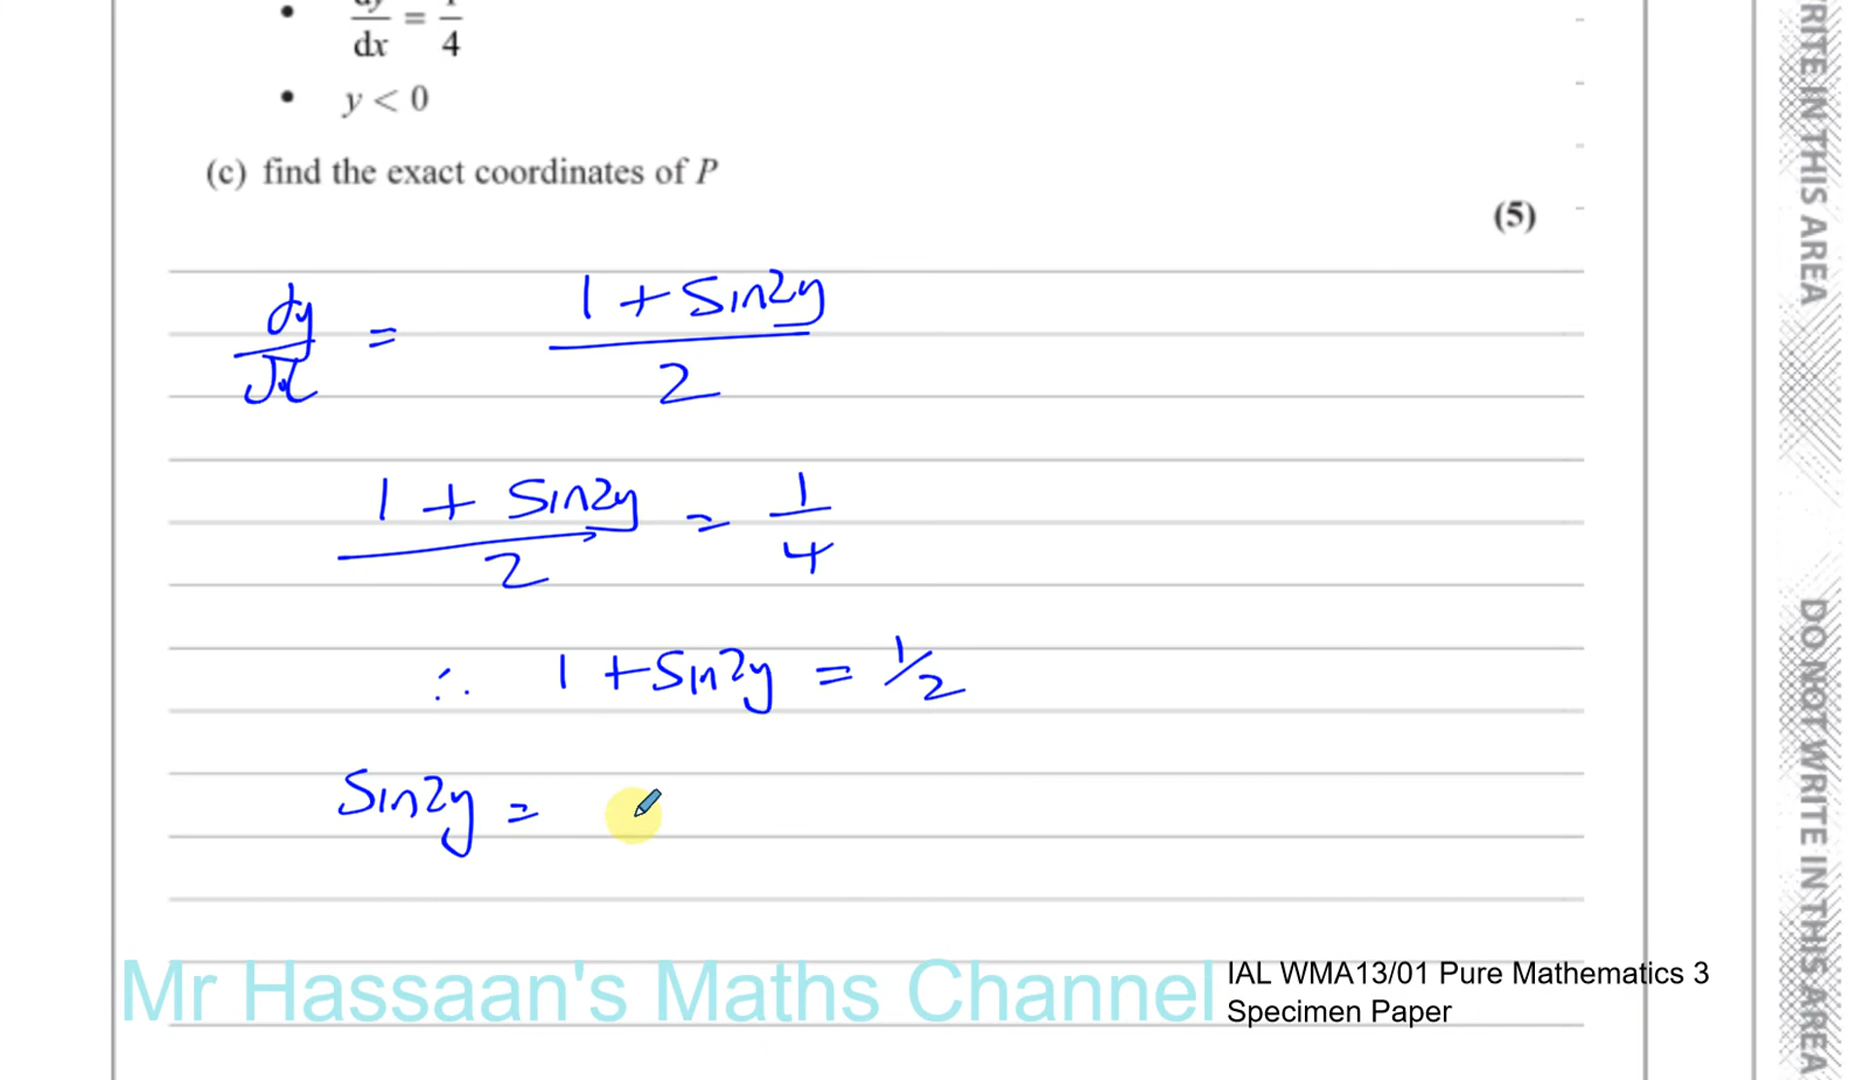 • dy/dx = 1/4
• y < 0
(c) find the exact coordinates of P
(5)
dy/dx = (1 + Sin2y)/2
(1 + Sin2y)/2 = 1/4
∴ 1 + Sin2y = 1/2
Sin2y =
Mr Hassaan's Maths Channel
IAL WMA13/01 Pure Mathematics 3
Specimen Paper
RITE IN THIS AREA
DO NOT WRITE IN THIS AREA